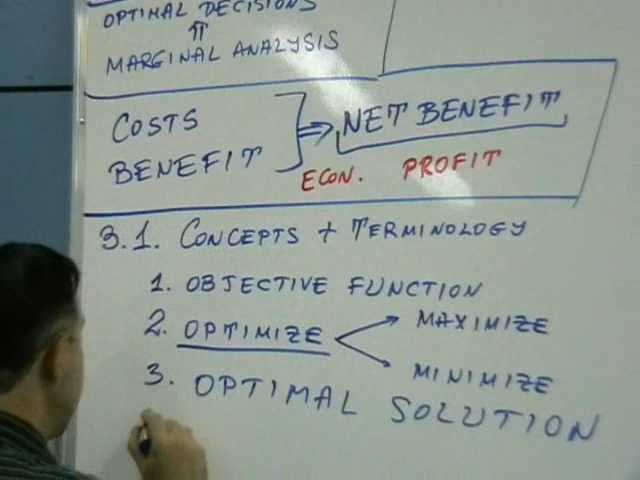 OPTIMAL DECISIONS
⇑
MARGINAL ANALYSIS
COSTS
BENEFIT
⇒ NET BENEFIT
ECON. PROFIT
3.1. CONCEPTS + TERMINOLOGY
1. OBJECTIVE FUNCTION
2. OPTIMIZE
MAXIMIZE
MINIMIZE
3. OPTIMAL SOLUTION